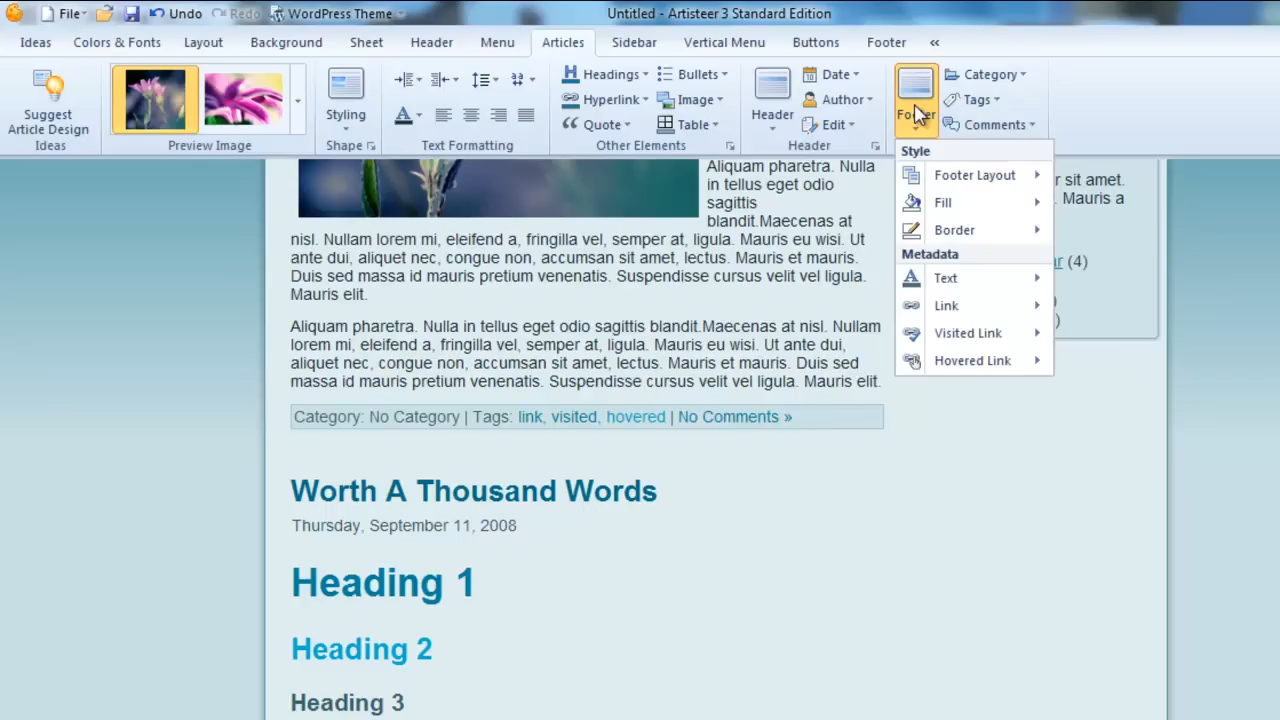 File
Undo
Redo
WordPress Theme
Untitled - Artisteer 3 Standard Edition
Ideas
Colors & Fonts
Layout
Background
Sheet
Header
Menu
Articles
Sidebar
Vertical Menu
Buttons
Footer
«
Suggest
Article Design
Ideas
Preview Image
Styling
Shape
Text Formatting
Headings
Bullets
Hyperlink
Image
Quote
Table
Other Elements
Header
Date
Author
Edit
Header
Footer
Category
Tags
Comments
Style
Footer Layout
Fill
Border
Metadata
Text
Link
Visited Link
Hovered Link
Aliquam pharetra. Nulla
in tellus eget odio
sagittis
blandit.Maecenas at
nisl. Nullam lorem mi, eleifend a, fringilla vel, semper at, ligula. Mauris eu wisi. Ut
ante dui, aliquet nec, congue non, accumsan sit amet, lectus. Mauris et mauris.
Duis sed massa id mauris pretium venenatis. Suspendisse cursus velit vel ligula.
Mauris elit.
Aliquam pharetra. Nulla in tellus eget odio sagittis blandit.Maecenas at nisl. Nullam
lorem mi, eleifend a, fringilla vel, semper at, ligula. Mauris eu wisi. Ut ante dui,
aliquet nec, congue non, accumsan sit amet, lectus. Mauris et mauris. Duis sed
massa id mauris pretium venenatis. Suspendisse cursus velit vel ligula. Mauris elit.
Category: No Category | Tags: link, visited, hovered | No Comments »
Worth A Thousand Words
Thursday, September 11, 2008
Heading 1
Heading 2
Heading 3
r sit amet.
Mauris a
ar (4)
)
)